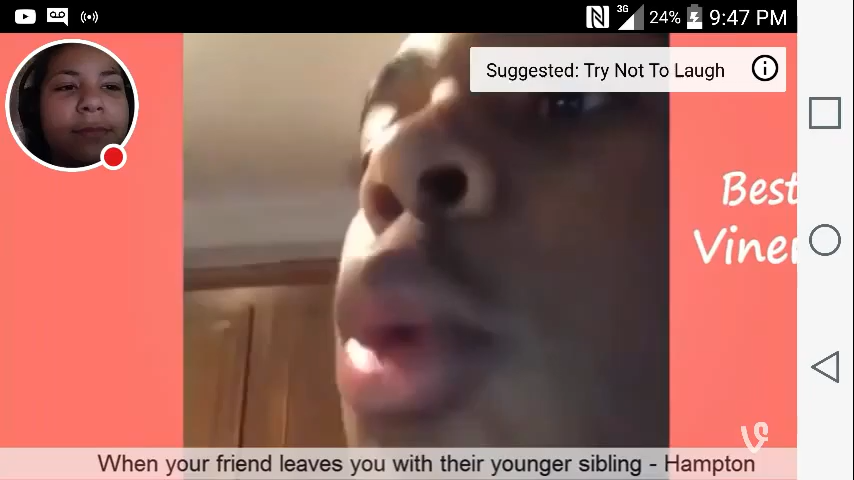 3G 24% 9:47 PM
Suggested: Try Not To Laugh
Best
Viner
When your friend leaves you with their younger sibling - Hampton